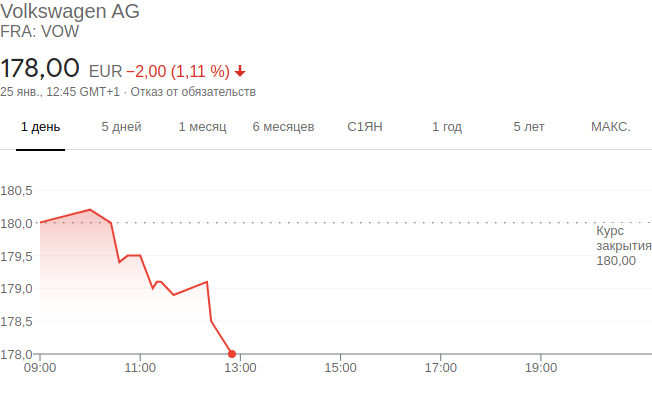 Volkswagen AG
FRA: VOW
178,00 EUR −2,00 (1,11 %)
25 янв., 12:45 GMT+1 · Отказ от обязательств
1 день 5 дней 1 месяц 6 месяцев С1ЯН 1 год 5 лет МАКС.
180,5
180,0
Курс
закрытия
180,00
179,5
179,0
178,5
178,0
09:00 11:00 13:00 15:00 17:00 19:00